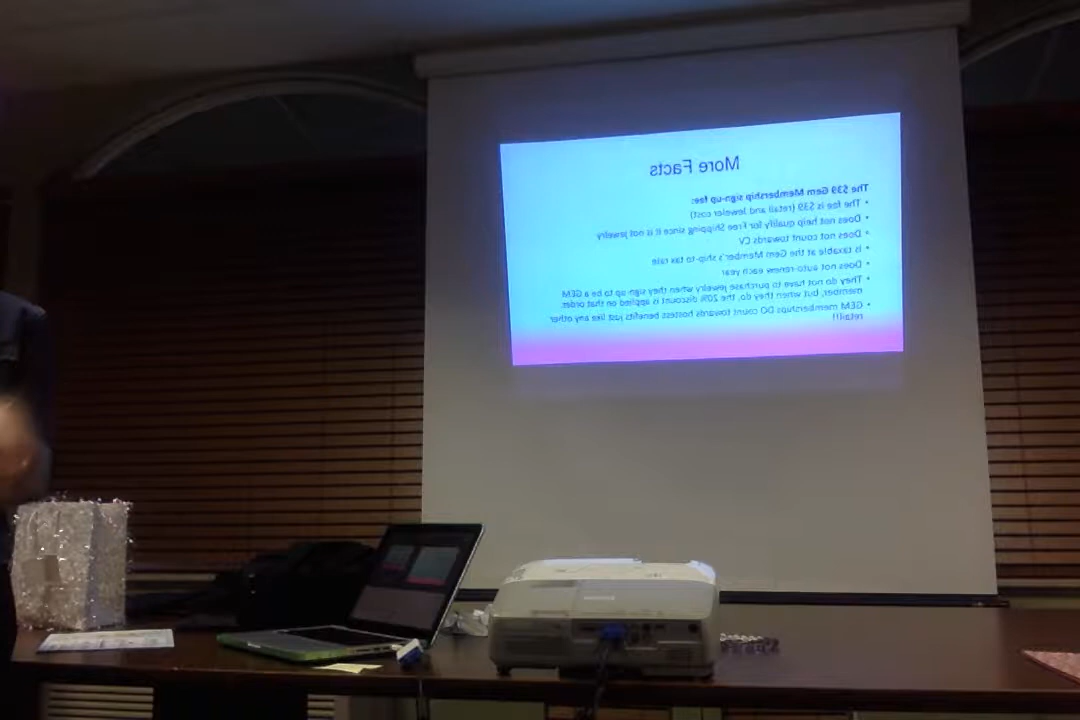 More Facts
The $39 Gem Membership sign-up fee:
• The fee is $39 (retail and Jeweler cost)
• Does not help qualify for Free Shipping since it is not jewelry
• Does not count towards CV
• Is taxable at the Gem Member's ship-to tax rate
• Does not auto-renew each year
• They do not have to purchase jewelry when they sign up to be a GEM
member, but when they do, the 20% discount is applied on that order.
• GEM memberships DO count towards hostess benefits just like any other
retail!!!